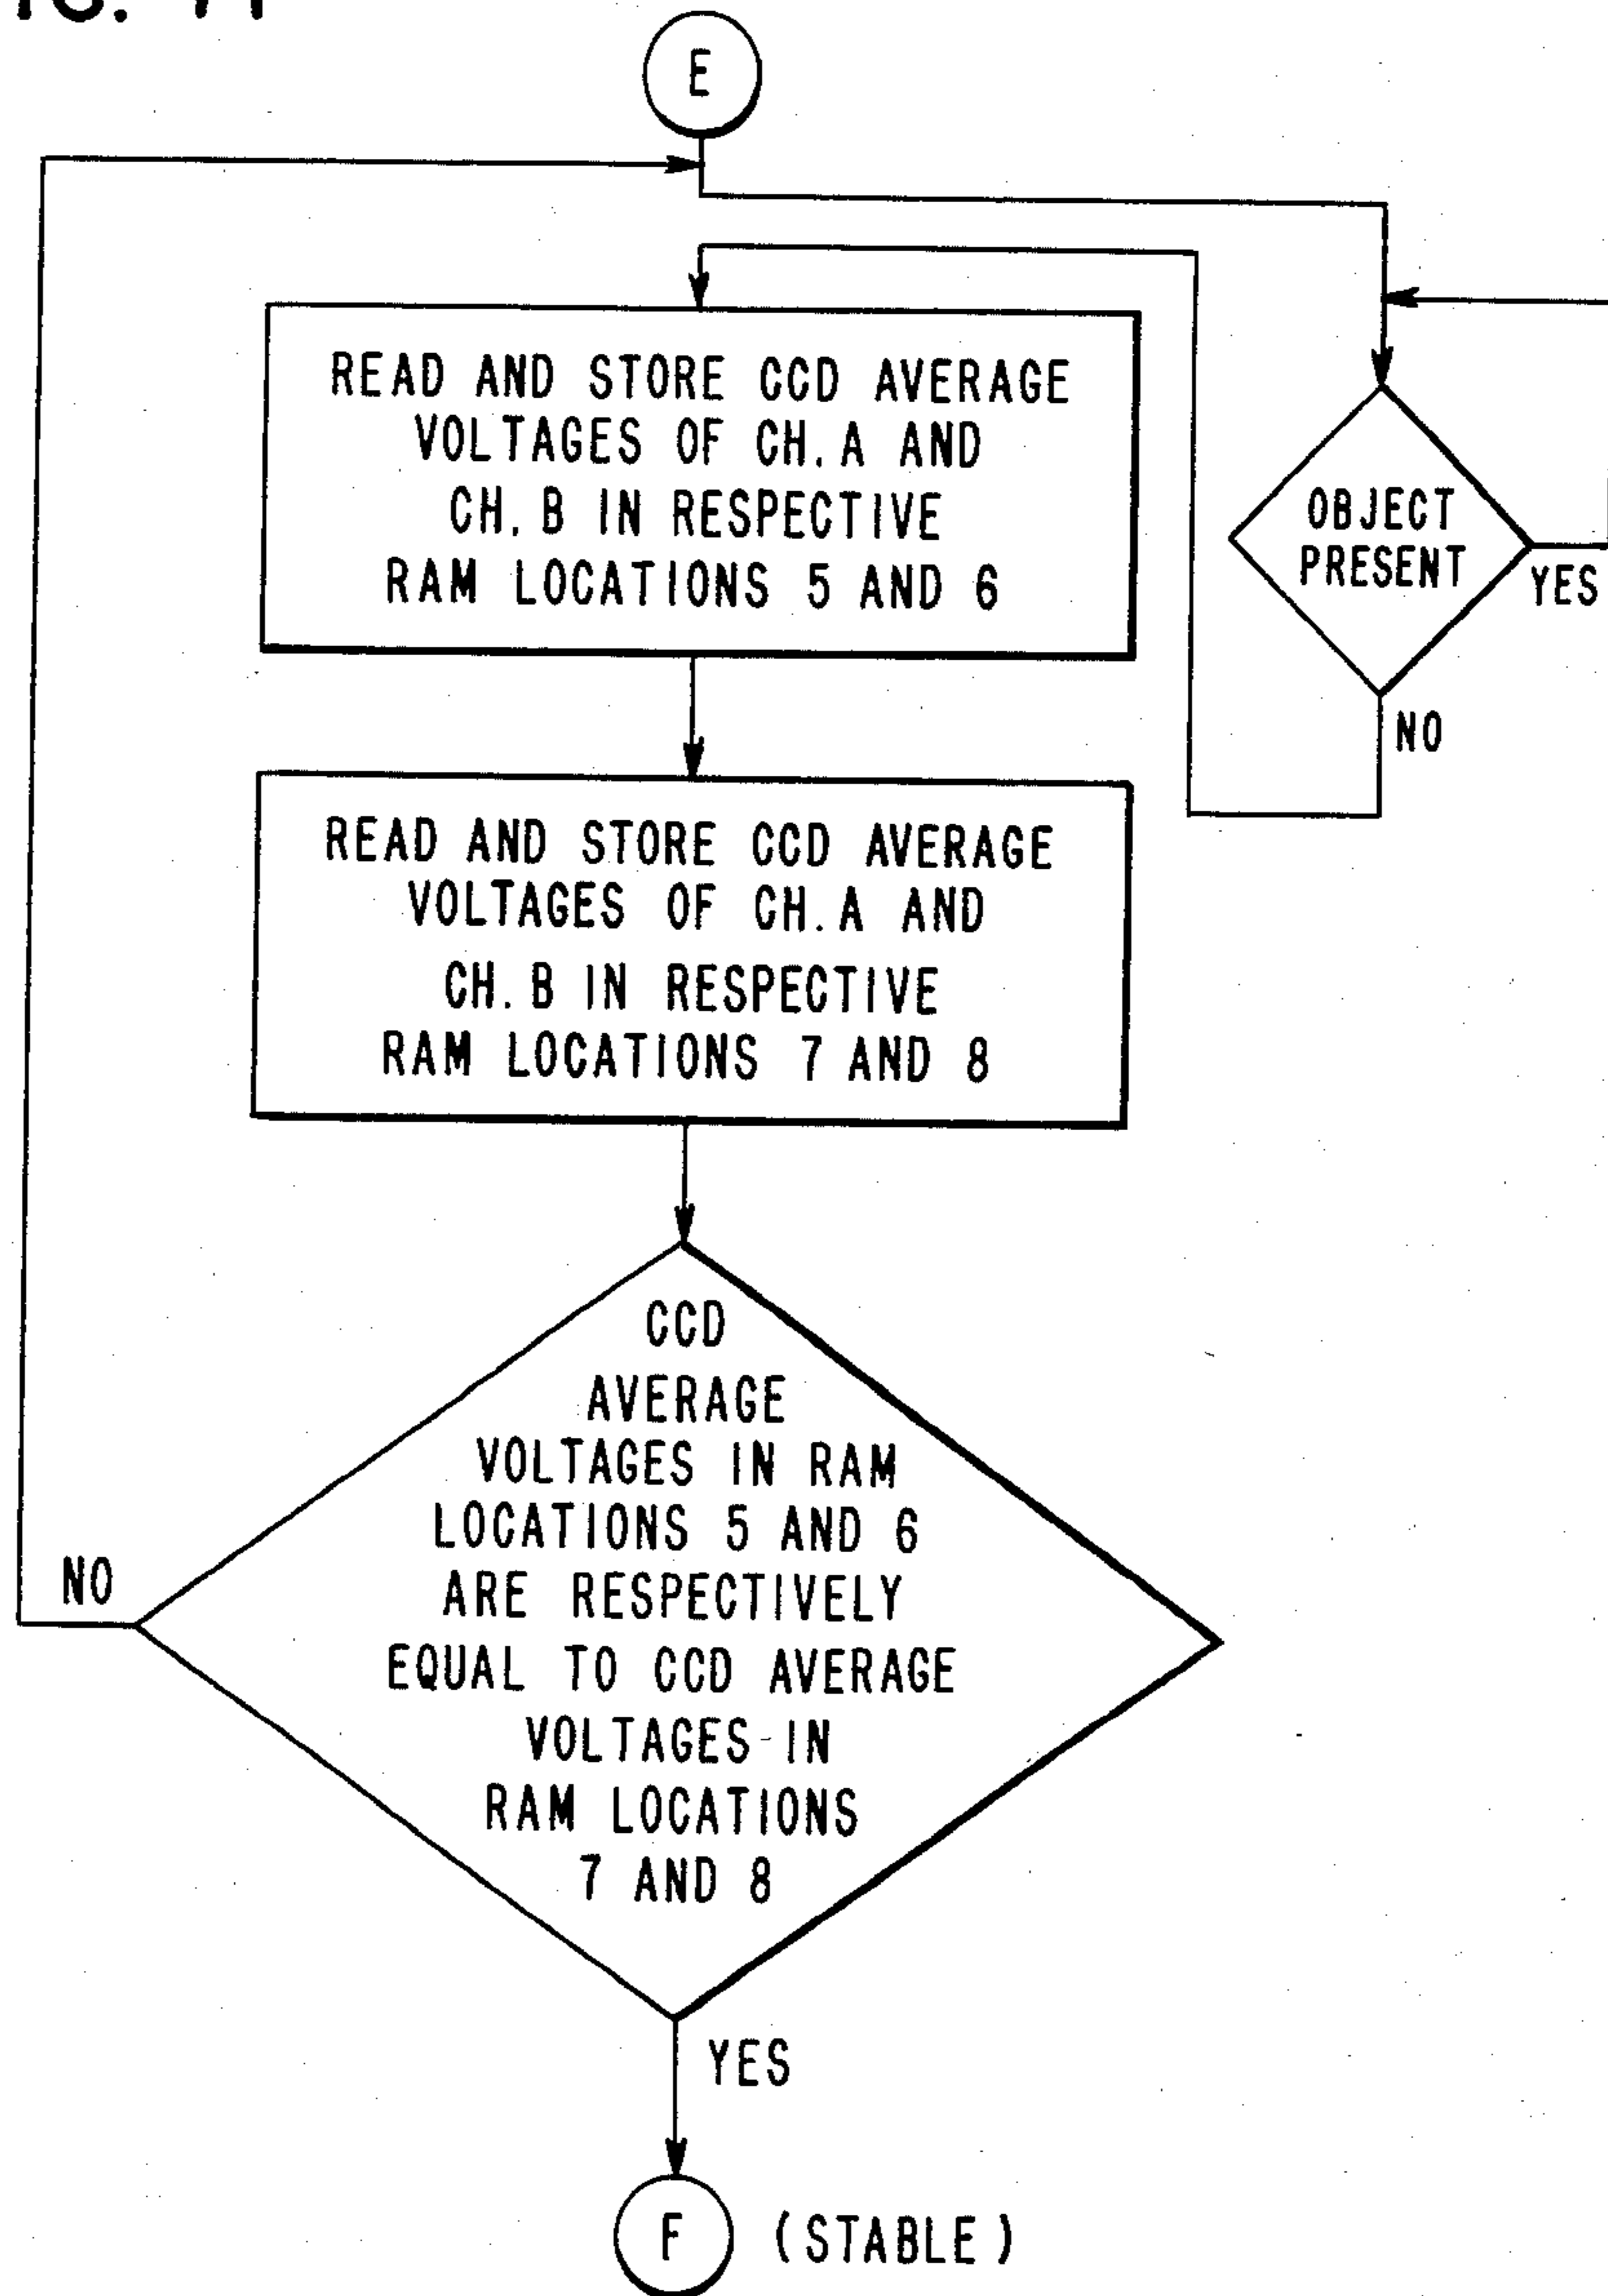 E
READ AND STORE CCD AVERAGE
VOLTAGES OF CH. A AND
CH. B IN RESPECTIVE
RAM LOCATIONS 5 AND 6
OBJECT
PRESENT
YES
NO
READ AND STORE CCD AVERAGE
VOLTAGES OF CH. A AND
CH. B IN RESPECTIVE
RAM LOCATIONS 7 AND 8
CCD
AVERAGE
VOLTAGES IN RAM
LOCATIONS 5 AND 6
ARE RESPECTIVELY
EQUAL TO CCD AVERAGE
VOLTAGES IN
RAM LOCATIONS
7 AND 8
NO
YES
F (STABLE)